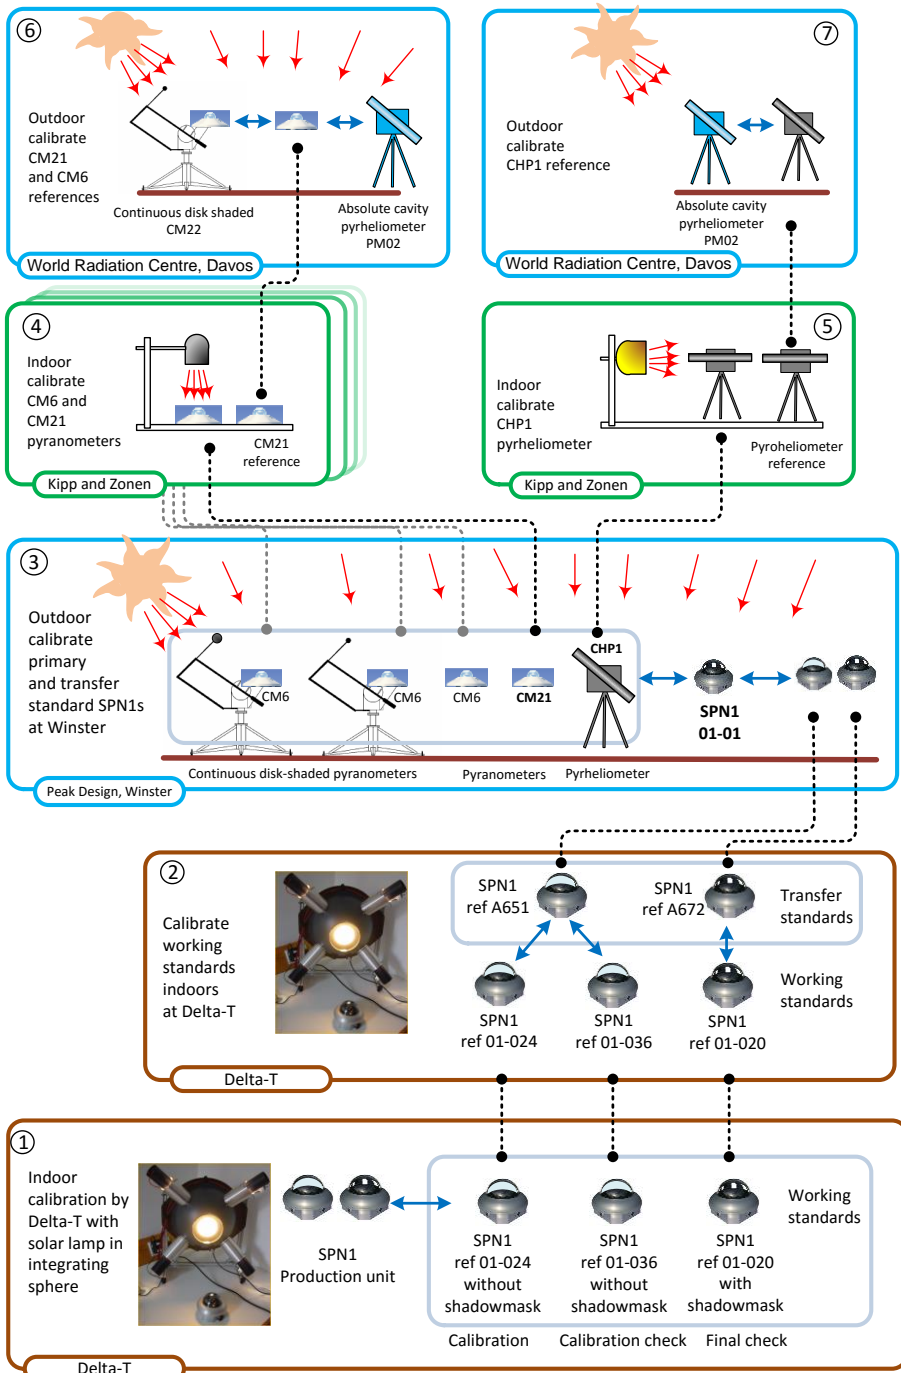 6
Outdoor
calibrate
CM21
and CM6
references
Continuous disk shaded
CM22
Absolute cavity
pyrheliometer
PM02
World Radiation Centre, Davos
7
Outdoor
calibrate
CHP1 reference
Absolute cavity
pyrheliometer
PM02
World Radiation Centre, Davos
4
Indoor
calibrate
CM6 and
CM21
pyranometers
CM21
reference
Kipp and Zonen
5
Indoor
calibrate
CHP1
pyrheliometer
Pyroheliometer
reference
Kipp and Zonen
3
Outdoor
calibrate
primary
and transfer
standard SPN1s
at Winster
CM6
CM6
CM6
CM21
CHP1
SPN1
01-01
Continuous disk-shaded pyranometers
Pyranometers
Pyrheliometer
Peak Design, Winster
2
Calibrate
working
standards
indoors
at Delta-T
SPN1
ref A651
SPN1
ref A672
Transfer
standards
Working
standards
SPN1
ref 01-024
SPN1
ref 01-036
SPN1
ref 01-020
Delta-T
1
Indoor
calibration by
Delta-T with
solar lamp in
integrating
sphere
SPN1
Production unit
Working
standards
SPN1
ref 01-024
without
shadowmask
SPN1
ref 01-036
without
shadowmask
SPN1
ref 01-020
with
shadowmask
Calibration
Calibration check
Final check
Delta-T